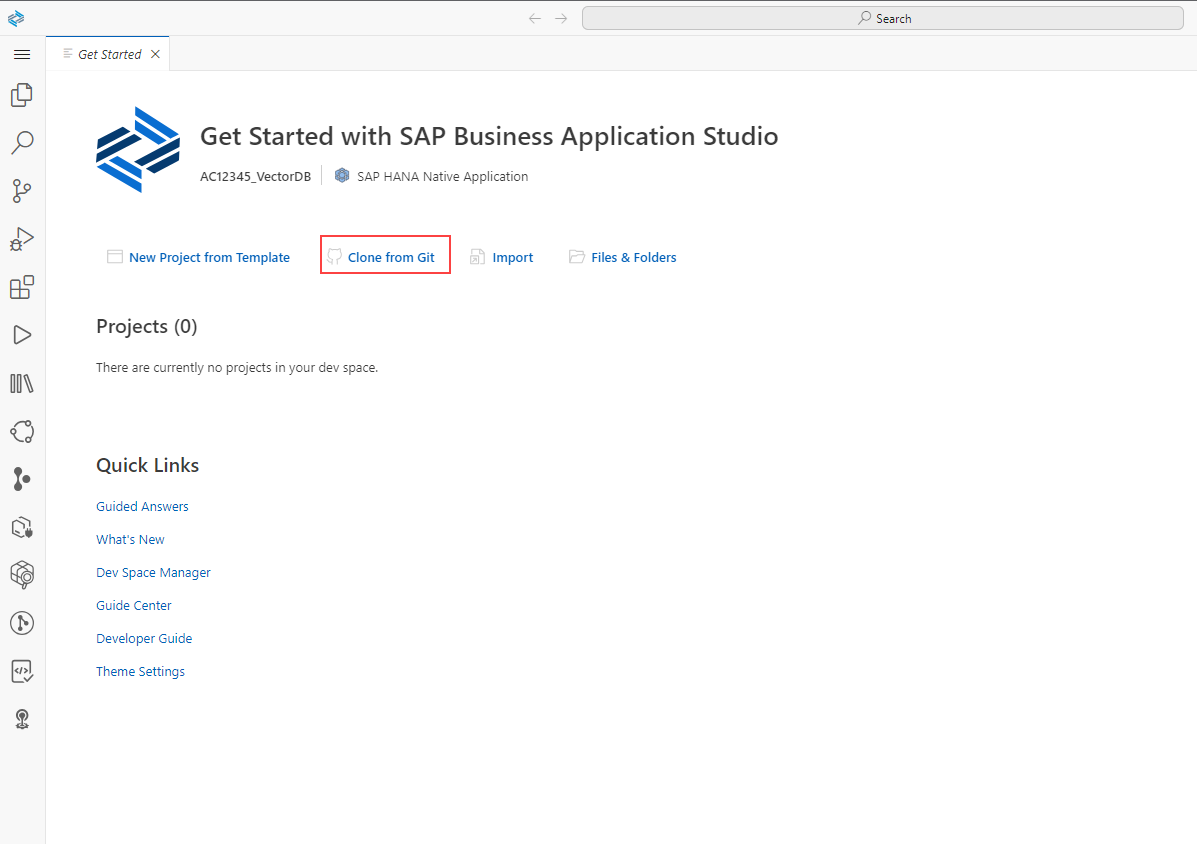 Search
Get Started
Get Started with SAP Business Application Studio
AC12345_VectorDB SAP HANA Native Application
New Project from Template Clone from Git Import Files & Folders
Projects (0)
There are currently no projects in your dev space.
Quick Links
Guided Answers
What's New
Dev Space Manager
Guide Center
Developer Guide
Theme Settings